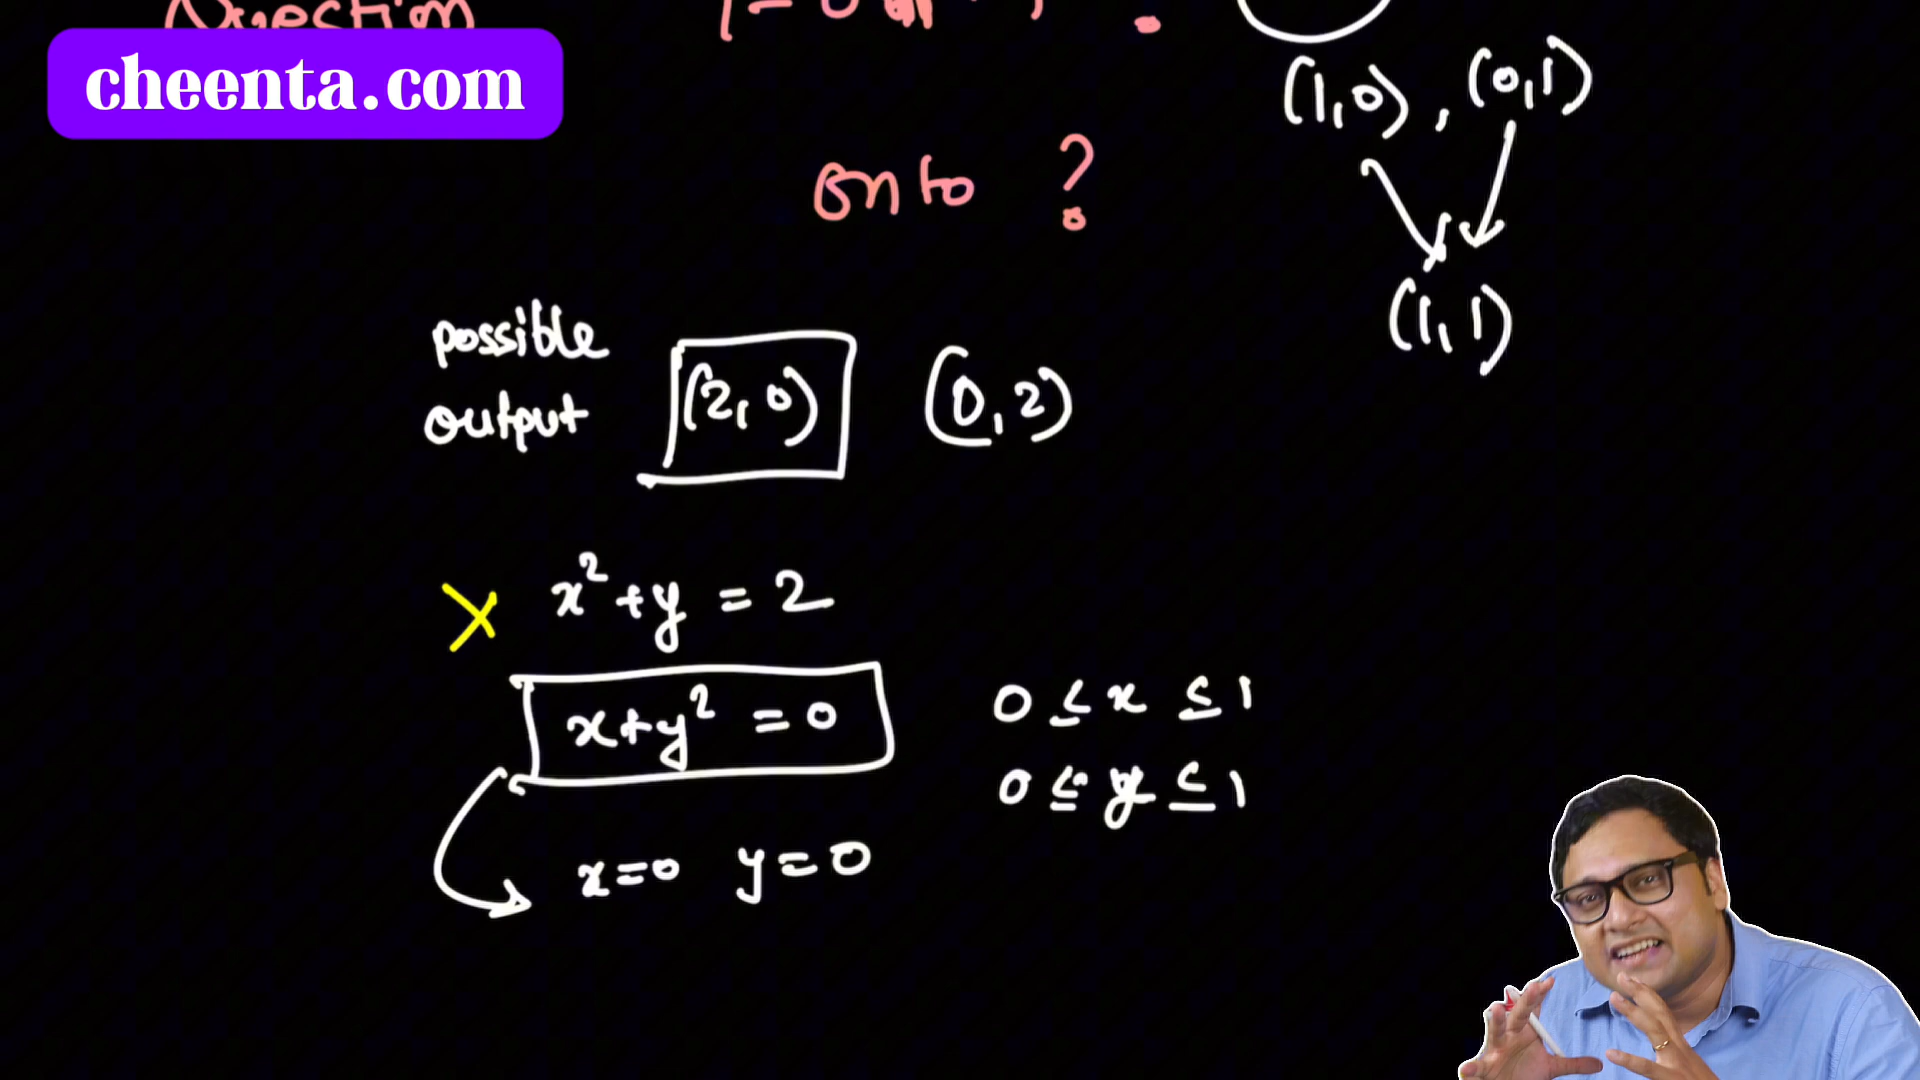 Question
cheenta.com
(1,0) , (0,1)
onto ?
(1,1)
possible
output (2,0) (0,2)
x² + y = 2
x + y² = 0
0 ≤ x ≤ 1
0 ≤ y ≤ 1
x = 0 y = 0